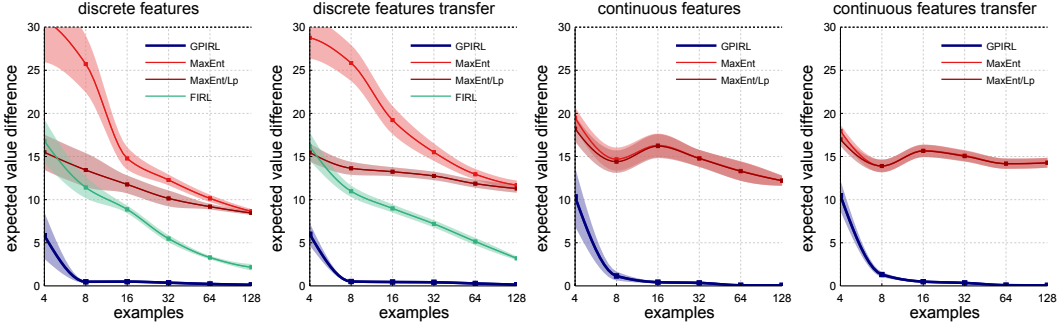 discrete features
30
25
20
15
10
5
0
expected value difference
GPIRL
MaxEnt
MaxEnt/Lp
FIRL
4 8 16 32 64 128
examples
discrete features transfer
30
25
20
15
10
5
0
expected value difference
GPIRL
MaxEnt
MaxEnt/Lp
FIRL
4 8 16 32 64 128
examples
continuous features
30
25
20
15
10
5
0
expected value difference
GPIRL
MaxEnt
MaxEnt/Lp
4 8 16 32 64 128
examples
continuous features transfer
30
25
20
15
10
5
0
expected value difference
GPIRL
MaxEnt
MaxEnt/Lp
4 8 16 32 64 128
examples